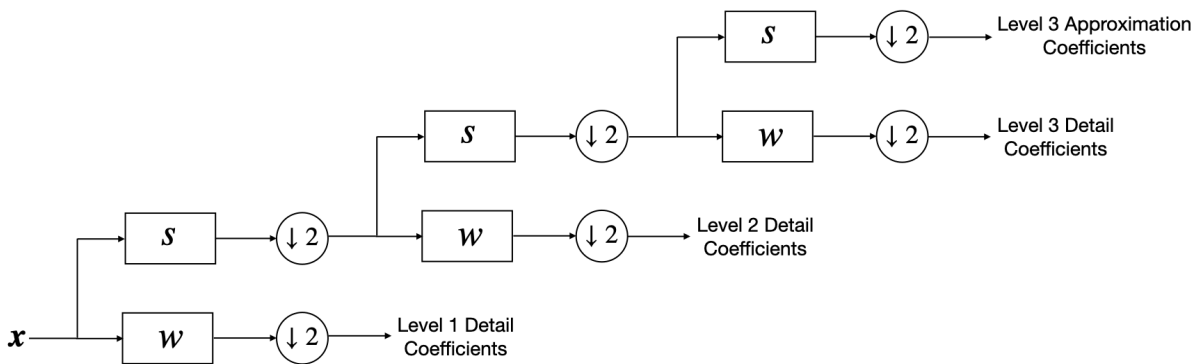 s
↓ 2
Level 3 Approximation
Coefficients
s
↓ 2
w
↓ 2
Level 3 Detail
Coefficients
s
↓ 2
w
↓ 2
Level 2 Detail
Coefficients
x
w
↓ 2
Level 1 Detail
Coefficients